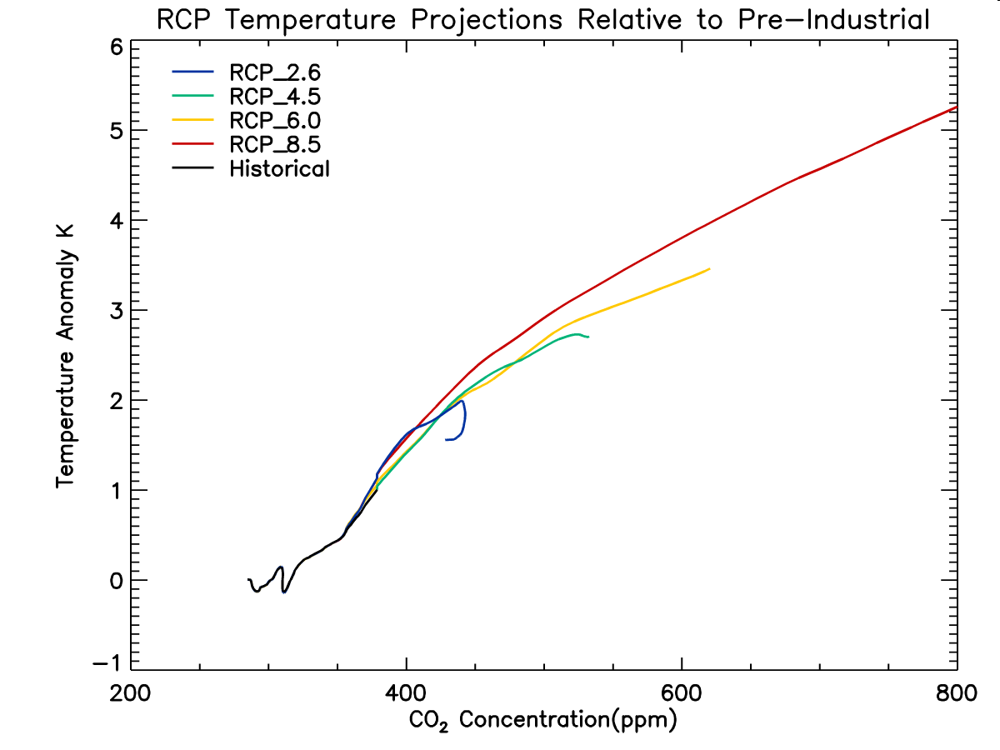 RCP Temperature Projections Relative to Pre-Industrial
6
5
4
3
2
1
0
-1
RCP_2.6
RCP_4.5
RCP_6.0
RCP_8.5
Historical
Temperature Anomaly K
200 400 600 800
CO₂ Concentration(ppm)